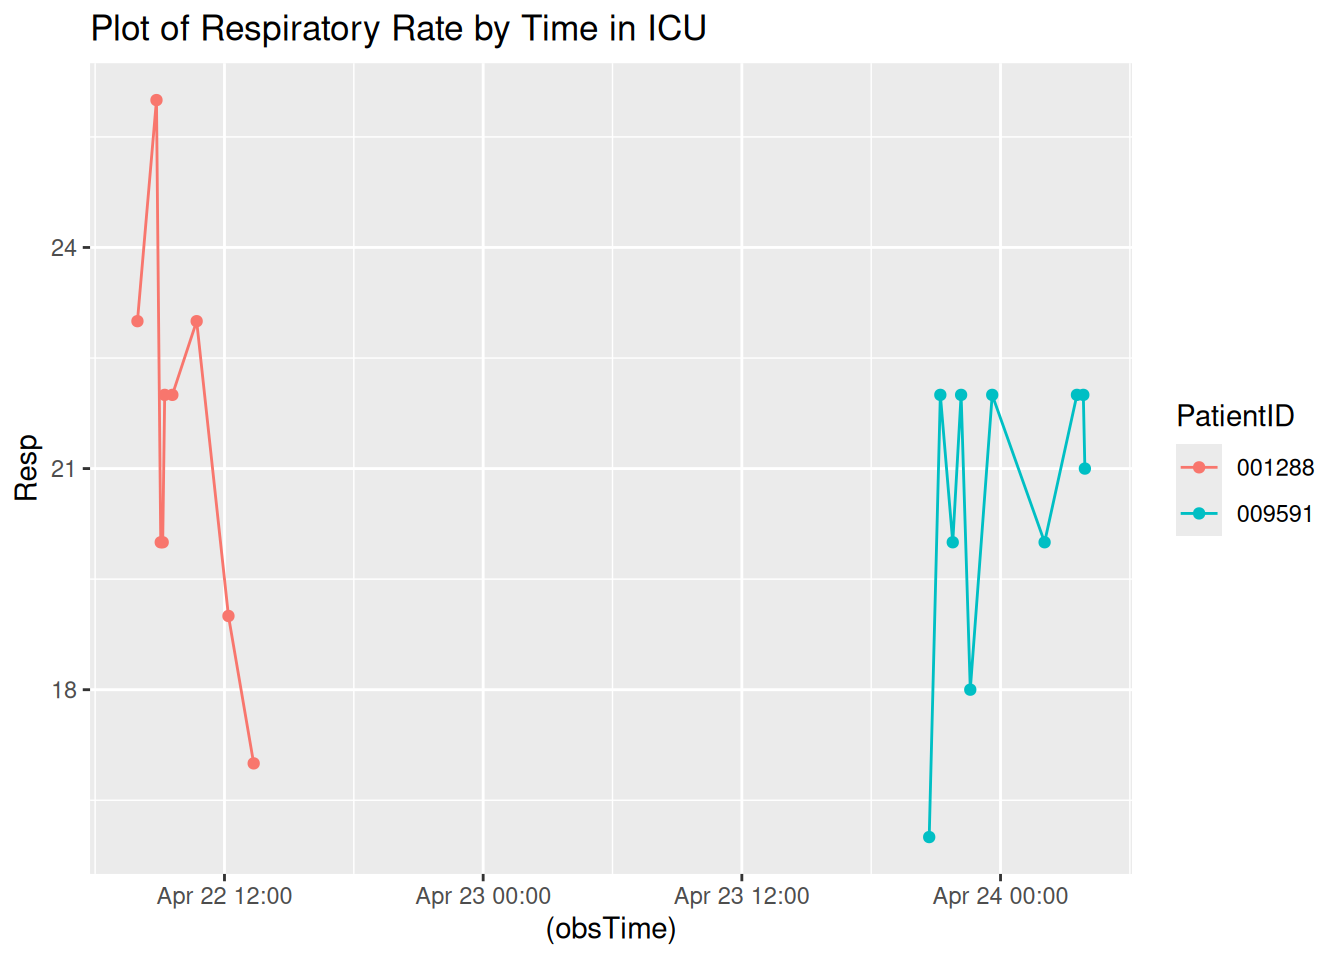 Plot of Respiratory Rate by Time in ICU
24
21
18
Resp
Apr 22 12:00
Apr 23 00:00
Apr 23 12:00
Apr 24 00:00
(obsTime)
PatientID
001288
009591